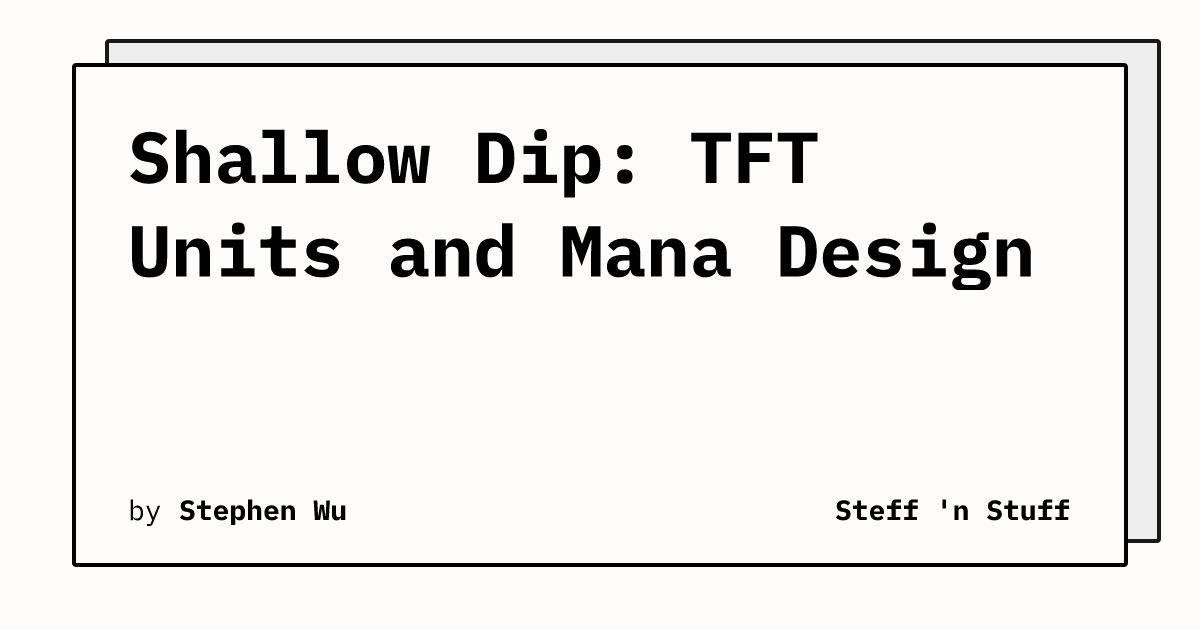 Shallow Dip: TFT
Units and Mana Design
by Stephen Wu
Steff 'n Stuff